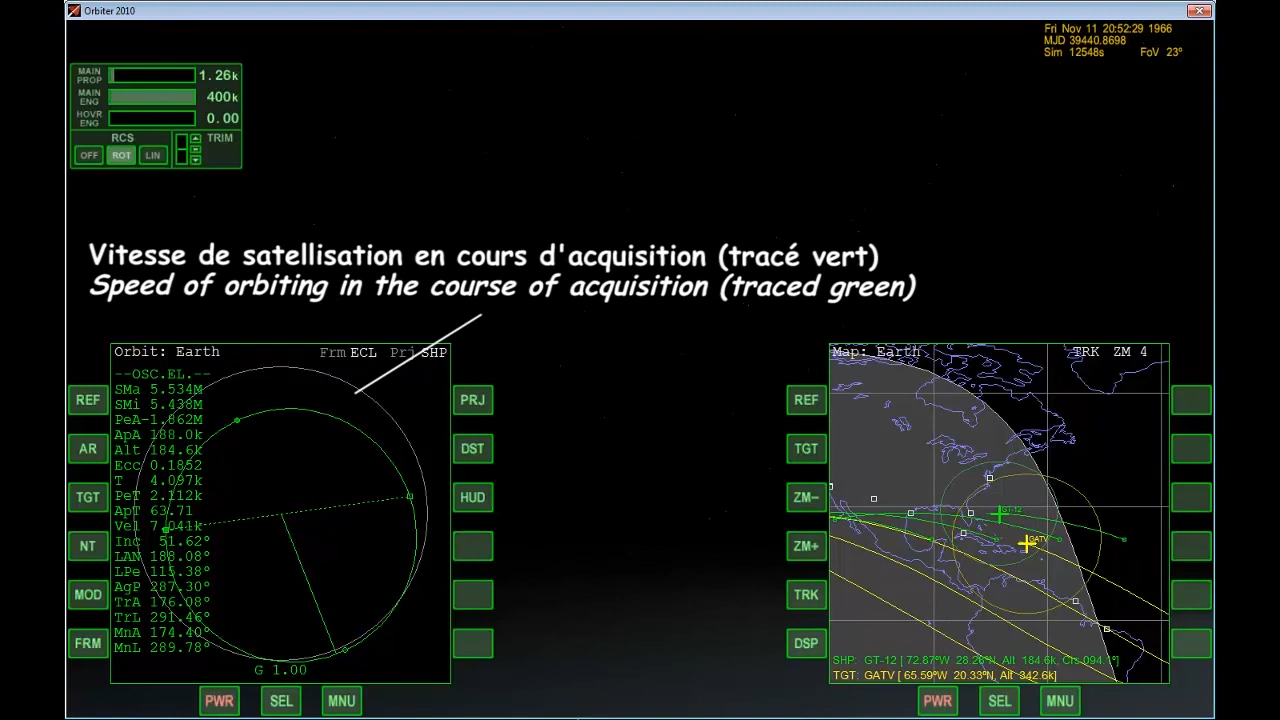 Orbiter 2010
Fri Nov 11 20:52:29 1966
MJD 39440.8698
Sim 12548s FoV 23°
MAIN PROP 1.26k
MAIN ENG 400k
HOVR ENG 0.00
RCS TRIM
OFF ROT LIN
Vitesse de satellisation en cours d'acquisition (tracé vert)
Speed of orbiting in the course of acquisition (traced green)
Orbit: Earth Frm ECL Prj SHP
--OSC.EL.--
SMa 5.534M
SMi 5.438M
PeA-1.862M
ApA 188.0k
Alt 184.6k
Ecc 0.1852
T 4.097k
PeT 2.112k
ApT 63.71
Vel 7.041k
Inc 51.62°
LAN 188.08°
LPe 115.38°
AgP 287.30°
TrA 176.08°
TrL 291.46°
MnA 174.40°
MnL 289.78°
G 1.00
REF
AR
TGT
NT
MOD
FRM
PRJ
DST
HUD
PWR SEL MNU
Map: Earth TRK ZM 4
GT-12
GATV
SHP: GT-12 [ 72.87°W 28.28°N, Alt 184.6k, Crs 094.1°]
TGT: GATV [ 65.59°W 20.33°N, Alt 342.6k]
REF
TGT
ZM-
ZM+
TRK
DSP
PWR SEL MNU